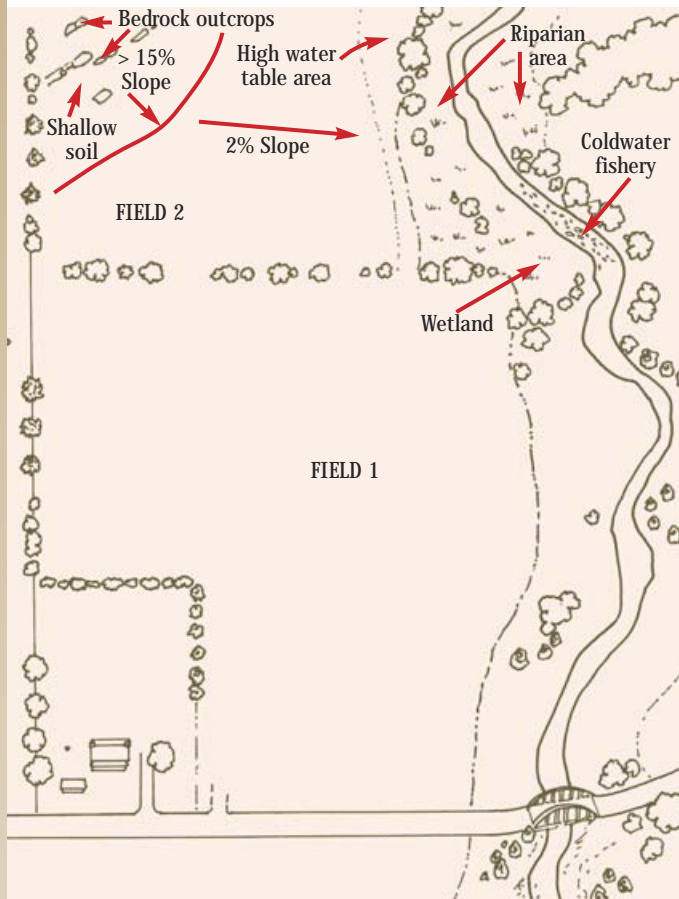 Bedrock outcrops
> 15%
Slope
Shallow
soil
High water
table area
Riparian
area
2% Slope
Coldwater
fishery
FIELD 2
Wetland
FIELD 1